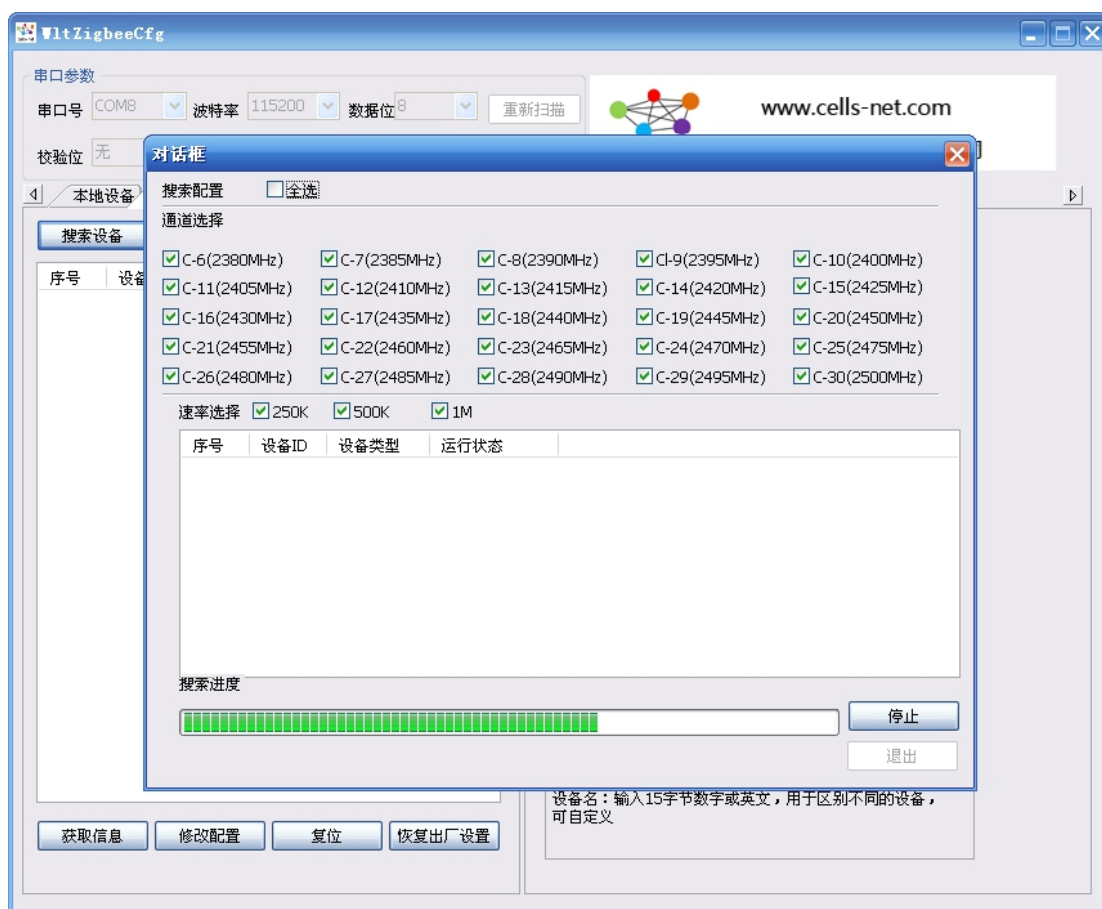 WltZigbeeCfg
串口参数
串口号 COM8 波特率 115200 数据位 8 重新扫描
www.cells-net.com
校验位 无
对话框
本地设备
搜索配置 全选
通道选择
搜索设备
序号
C-6(2380MHz) C-7(2385MHz) C-8(2390MHz) Cl-9(2395MHz) C-10(2400MHz)
C-11(2405MHz) C-12(2410MHz) C-13(2415MHz) C-14(2420MHz) C-15(2425MHz)
C-16(2430MHz) C-17(2435MHz) C-18(2440MHz) C-19(2445MHz) C-20(2450MHz)
C-21(2455MHz) C-22(2460MHz) C-23(2465MHz) C-24(2470MHz) C-25(2475MHz)
C-26(2480MHz) C-27(2485MHz) C-28(2490MHz) C-29(2495MHz) C-30(2500MHz)
速率选择 250K 500K 1M
序号 设备ID 设备类型 运行状态
搜索进度
停止
退出
设备名：输入15字节数字或英文，用于区别不同的设备，
可自定义
获取信息 修改配置 复位 恢复出厂设置